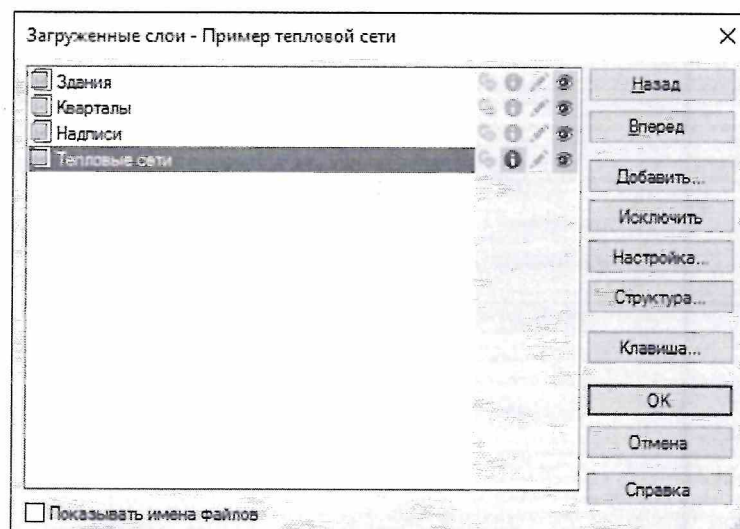 Загруженные слои - Пример тепловой сети
Здания
Кварталы
Надписи
Тепловые сети
Назад
Вперед
Добавить...
Исключить
Настройка...
Структура...
Клавиша...
OK
Отмена
Справка
Показывать имена файлов